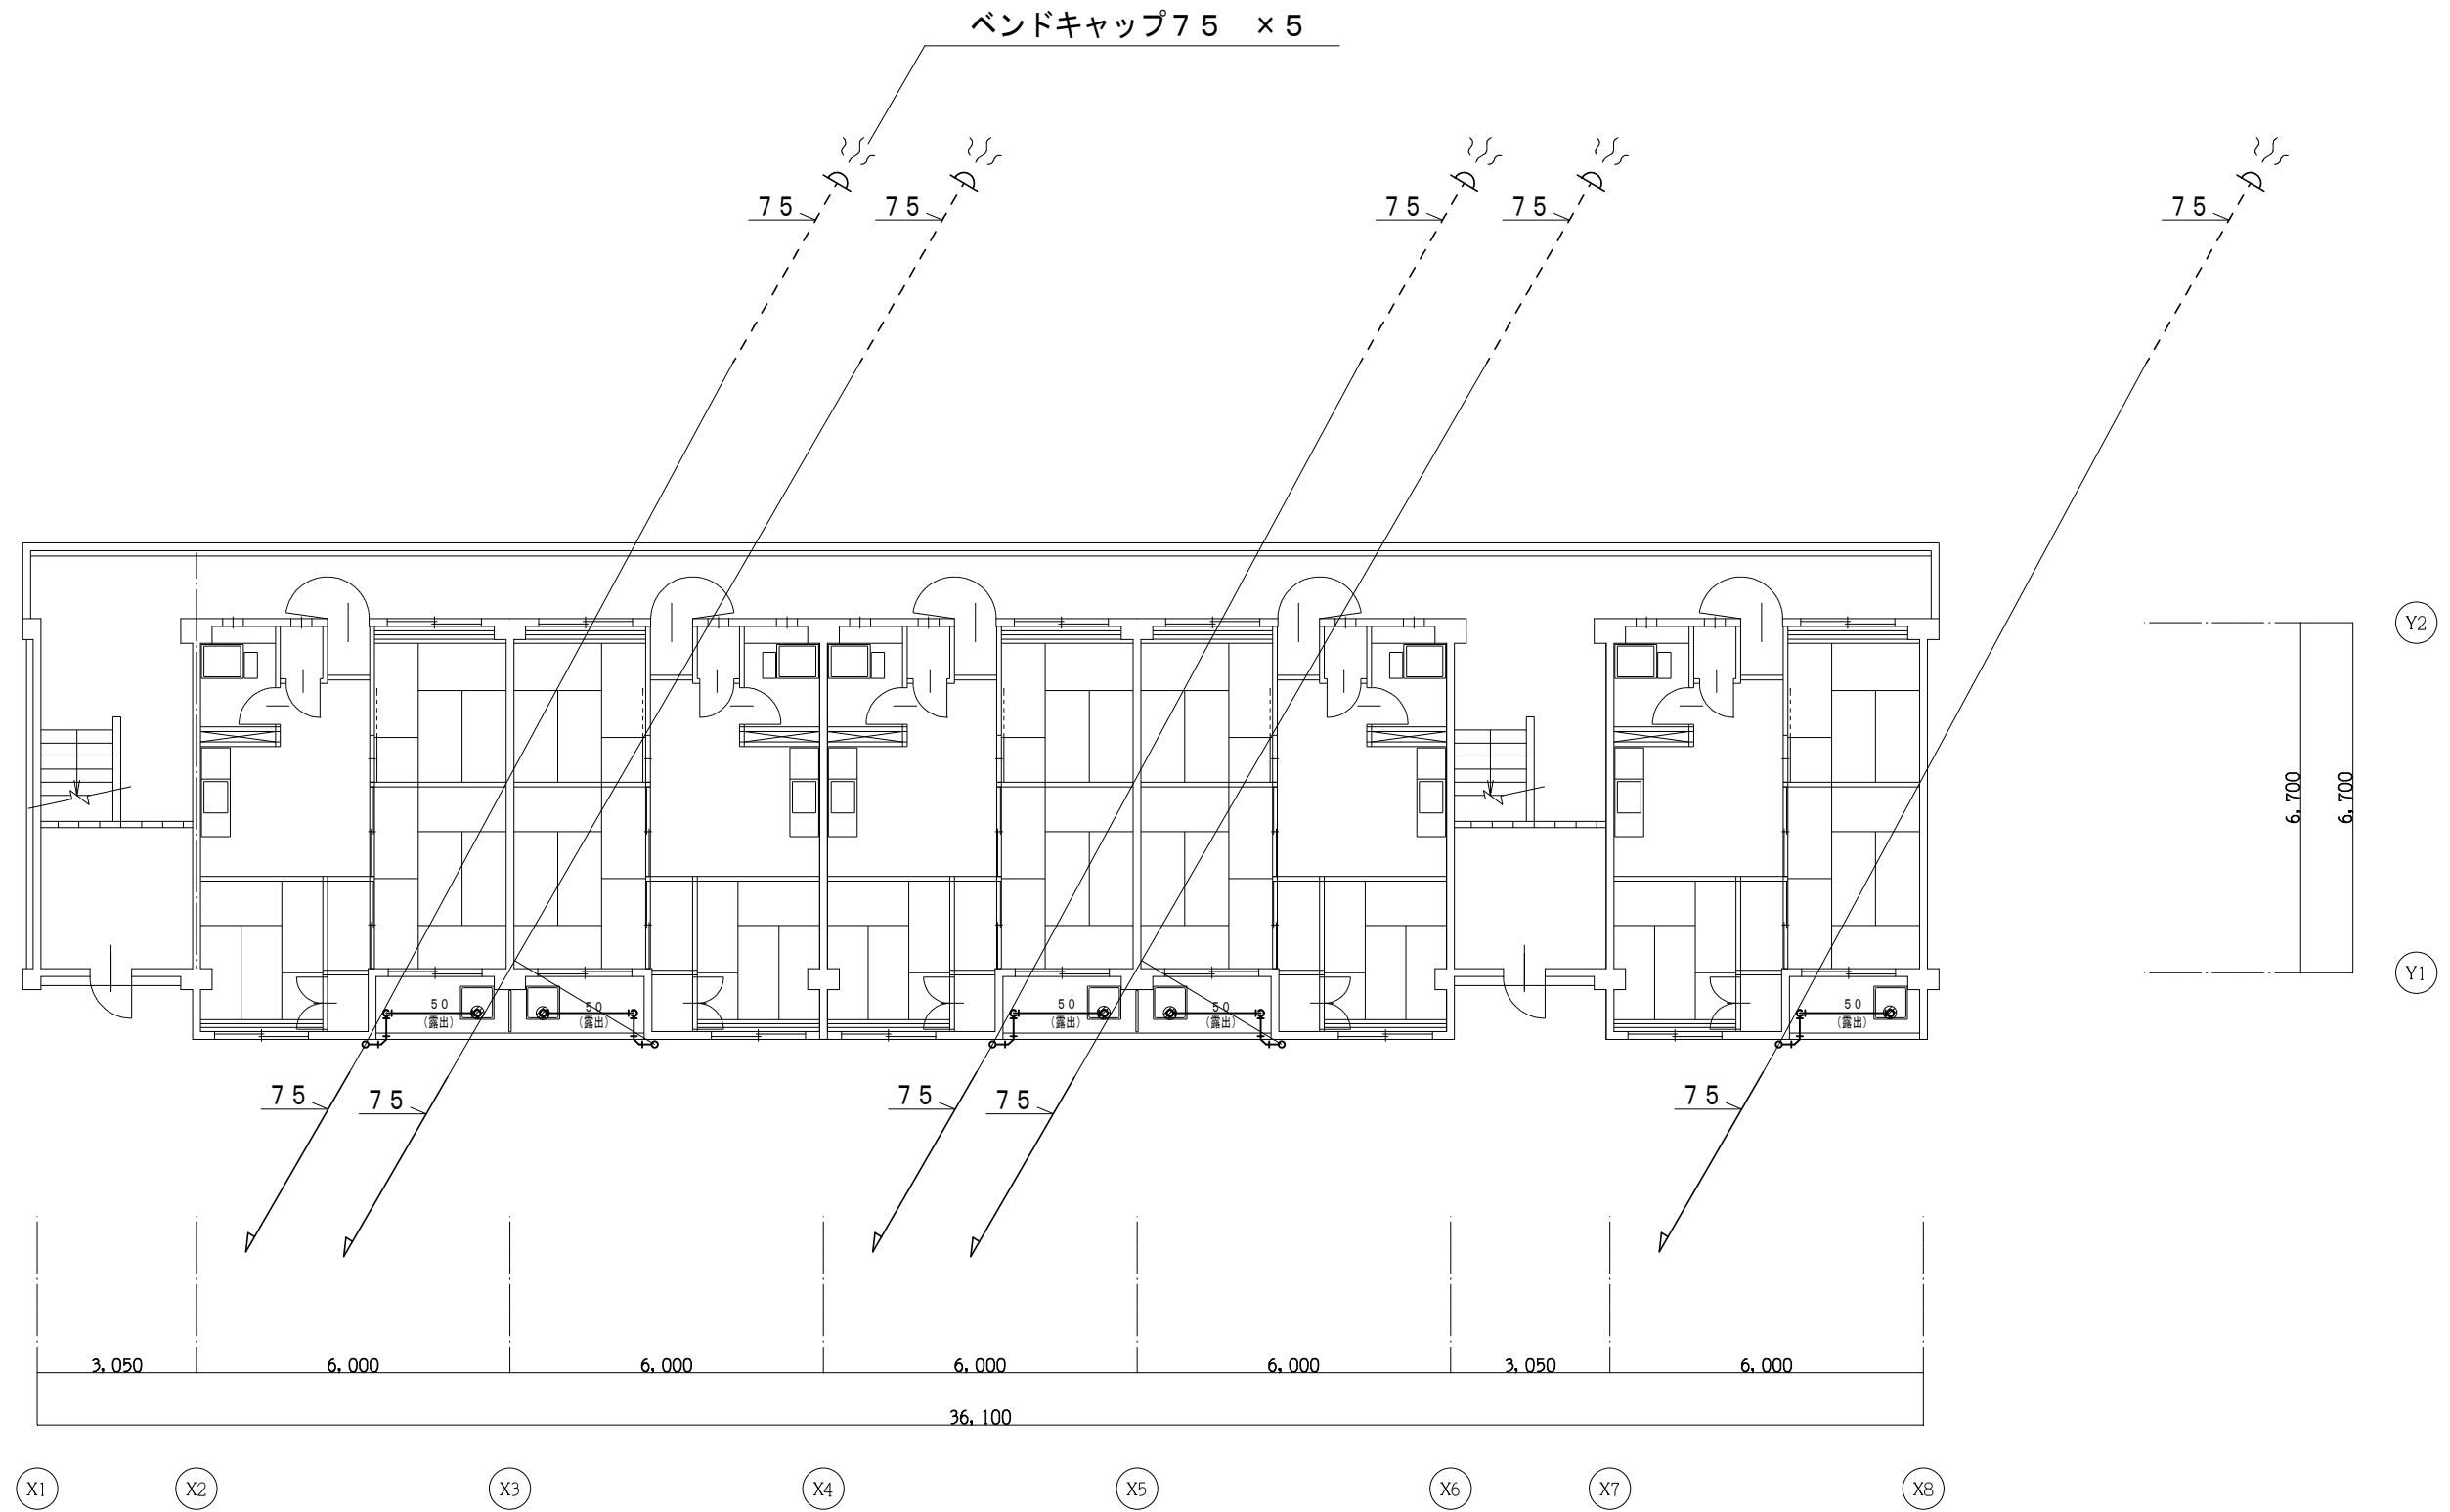 ベンドキャップ７５　×５
７５
７５
７５
７５
７５
Y2
6,700
6,700
Y1
５０
(露出)
５０
(露出)
５０
(露出)
５０
(露出)
５０
(露出)
７５
７５
７５
７５
７５
3,050
6,000
6,000
6,000
6,000
3,050
6,000
36,100
X1
X2
X3
X4
X5
X6
X7
X8